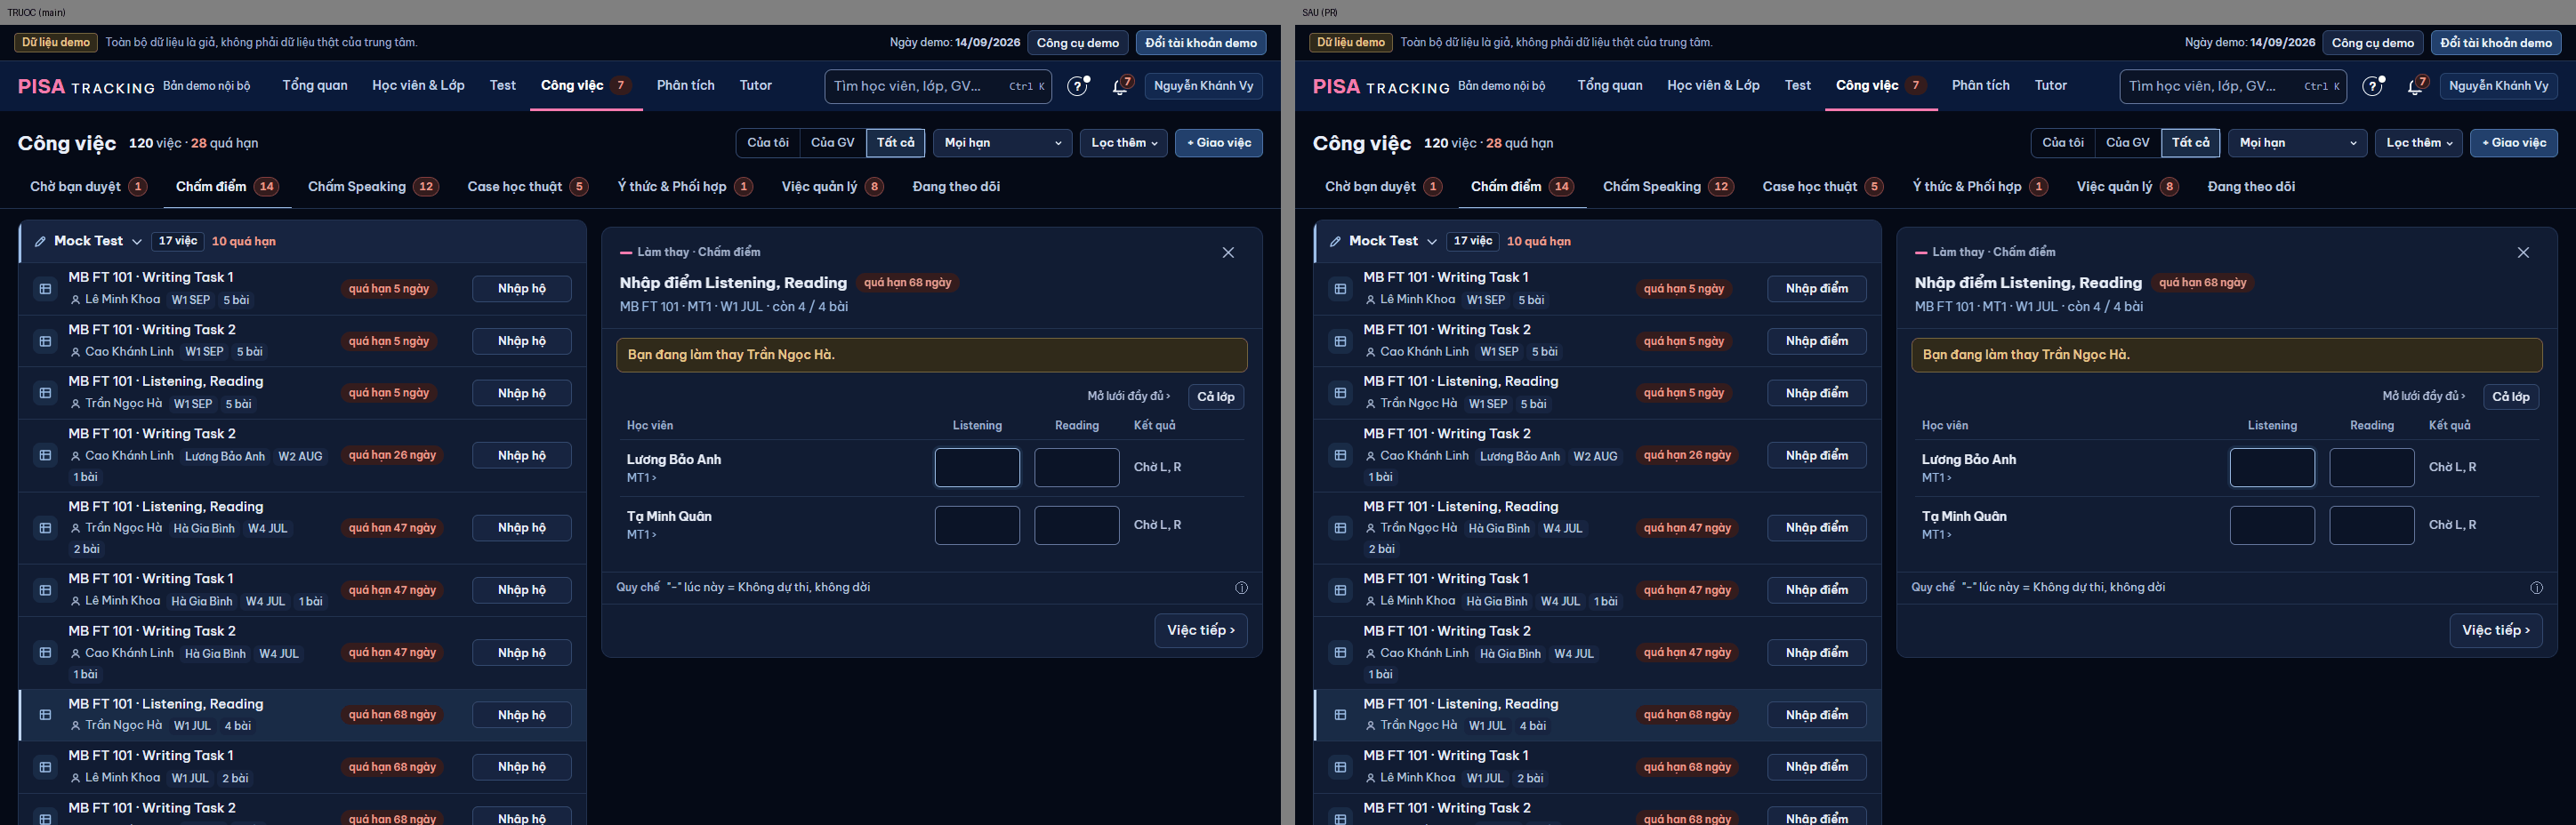 TRUOC (main)
Dữ liệu demo Toàn bộ dữ liệu là giả, không phải dữ liệu thật của trung tâm. Ngày demo: 14/09/2026 Công cụ demo Đổi tài khoản demo
PISA TRACKING Bản demo nội bộ Tổng quan Học viên & Lớp Test Công việc 7 Phân tích Tutor Tìm học viên, lớp, GV... Ctrl K ? 7 Nguyễn Khánh Vy
Công việc 120 việc · 28 quá hạn Của tôi Của GV Tất cả Mọi hạn Lọc thêm + Giao việc
Chờ bạn duyệt 1 Chấm điểm 14 Chấm Speaking 12 Case học thuật 5 Ý thức & Phối hợp 1 Việc quản lý 8 Đang theo dõi
Mock Test 17 việc 10 quá hạn
MB FT 101 · Writing Task 1
Lê Minh Khoa W1 SEP 5 bài quá hạn 5 ngày Nhập hộ
MB FT 101 · Writing Task 2
Cao Khánh Linh W1 SEP 5 bài quá hạn 5 ngày Nhập hộ
MB FT 101 · Listening, Reading
Trần Ngọc Hà W1 SEP 5 bài quá hạn 5 ngày Nhập hộ
MB FT 101 · Writing Task 2
Cao Khánh Linh Lương Bảo Anh W2 AUG quá hạn 26 ngày Nhập hộ
1 bài
MB FT 101 · Listening, Reading
Trần Ngọc Hà Hà Gia Bình W4 JUL quá hạn 47 ngày Nhập hộ
2 bài
MB FT 101 · Writing Task 1
Lê Minh Khoa Hà Gia Bình W4 JUL 1 bài quá hạn 47 ngày Nhập hộ
MB FT 101 · Writing Task 2
Cao Khánh Linh Hà Gia Bình W4 JUL quá hạn 47 ngày Nhập hộ
1 bài
MB FT 101 · Listening, Reading
Trần Ngọc Hà W1 JUL 4 bài quá hạn 68 ngày Nhập hộ
MB FT 101 · Writing Task 1
Lê Minh Khoa W1 JUL 2 bài quá hạn 68 ngày Nhập hộ
MB FT 101 · Writing Task 2
quá hạn 68 ngày Nhập hộ
Làm thay · Chấm điểm
Nhập điểm Listening, Reading quá hạn 68 ngày
MB FT 101 · MT1 · W1 JUL · còn 4 / 4 bài
Bạn đang làm thay Trần Ngọc Hà.
Mở lưới đầy đủ › Cả lớp
Học viên Listening Reading Kết quả
Lương Bảo Anh
MT1 › Chờ L, R
Tạ Minh Quân
MT1 › Chờ L, R
Quy chế "-" lúc này = Không dự thi, không dời
Việc tiếp ›
SAU (PR)
Dữ liệu demo Toàn bộ dữ liệu là giả, không phải dữ liệu thật của trung tâm. Ngày demo: 14/09/2026 Công cụ demo Đổi tài khoản demo
PISA TRACKING Bản demo nội bộ Tổng quan Học viên & Lớp Test Công việc 7 Phân tích Tutor Tìm học viên, lớp, GV... Ctrl K ? 7 Nguyễn Khánh Vy
Công việc 120 việc · 28 quá hạn Của tôi Của GV Tất cả Mọi hạn Lọc thêm + Giao việc
Chờ bạn duyệt 1 Chấm điểm 14 Chấm Speaking 12 Case học thuật 5 Ý thức & Phối hợp 1 Việc quản lý 8 Đang theo dõi
Mock Test 17 việc 10 quá hạn
MB FT 101 · Writing Task 1
Lê Minh Khoa W1 SEP 5 bài quá hạn 5 ngày Nhập điểm
MB FT 101 · Writing Task 2
Cao Khánh Linh W1 SEP 5 bài quá hạn 5 ngày Nhập điểm
MB FT 101 · Listening, Reading
Trần Ngọc Hà W1 SEP 5 bài quá hạn 5 ngày Nhập điểm
MB FT 101 · Writing Task 2
Cao Khánh Linh Lương Bảo Anh W2 AUG quá hạn 26 ngày Nhập điểm
1 bài
MB FT 101 · Listening, Reading
Trần Ngọc Hà Hà Gia Bình W4 JUL quá hạn 47 ngày Nhập điểm
2 bài
MB FT 101 · Writing Task 1
Lê Minh Khoa Hà Gia Bình W4 JUL 1 bài quá hạn 47 ngày Nhập điểm
MB FT 101 · Writing Task 2
Cao Khánh Linh Hà Gia Bình W4 JUL quá hạn 47 ngày Nhập điểm
1 bài
MB FT 101 · Listening, Reading
Trần Ngọc Hà W1 JUL 4 bài quá hạn 68 ngày Nhập điểm
MB FT 101 · Writing Task 1
Lê Minh Khoa W1 JUL 2 bài quá hạn 68 ngày Nhập điểm
MB FT 101 · Writing Task 2
quá hạn 68 ngày Nhập điểm
Làm thay · Chấm điểm
Nhập điểm Listening, Reading quá hạn 68 ngày
MB FT 101 · MT1 · W1 JUL · còn 4 / 4 bài
Bạn đang làm thay Trần Ngọc Hà.
Mở lưới đầy đủ › Cả lớp
Học viên Listening Reading Kết quả
Lương Bảo Anh
MT1 › Chờ L, R
Tạ Minh Quân
MT1 › Chờ L, R
Quy chế "-" lúc này = Không dự thi, không dời
Việc tiếp ›